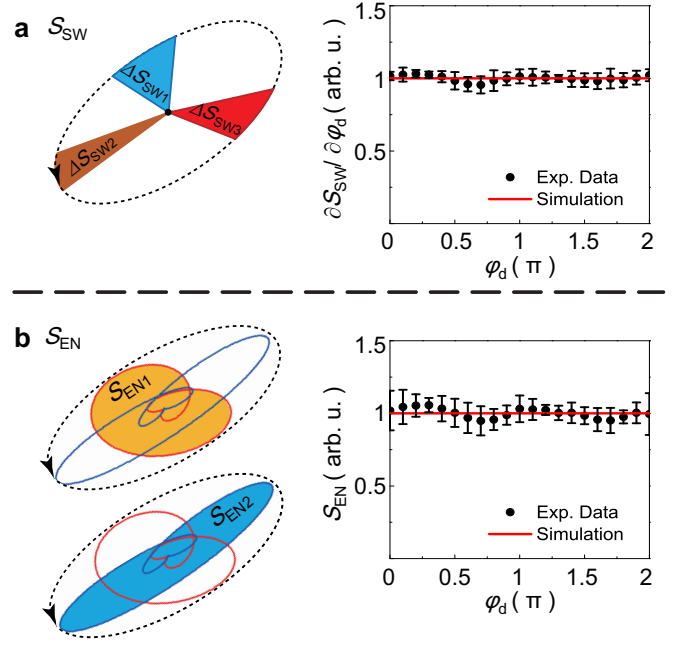 a S_SW
ΔS_SW1
ΔS_SW2
ΔS_SW3
∂S_SW/∂φ_d (arb. u.)
1.5
1
0.5
0 0.5 1 1.5 2
φ_d (π)
Exp. Data
Simulation
b S_EN
S_EN1
S_EN2
S_EN (arb. u.)
1.5
1
0.5
0 0.5 1 1.5 2
φ_d (π)
Exp. Data
Simulation